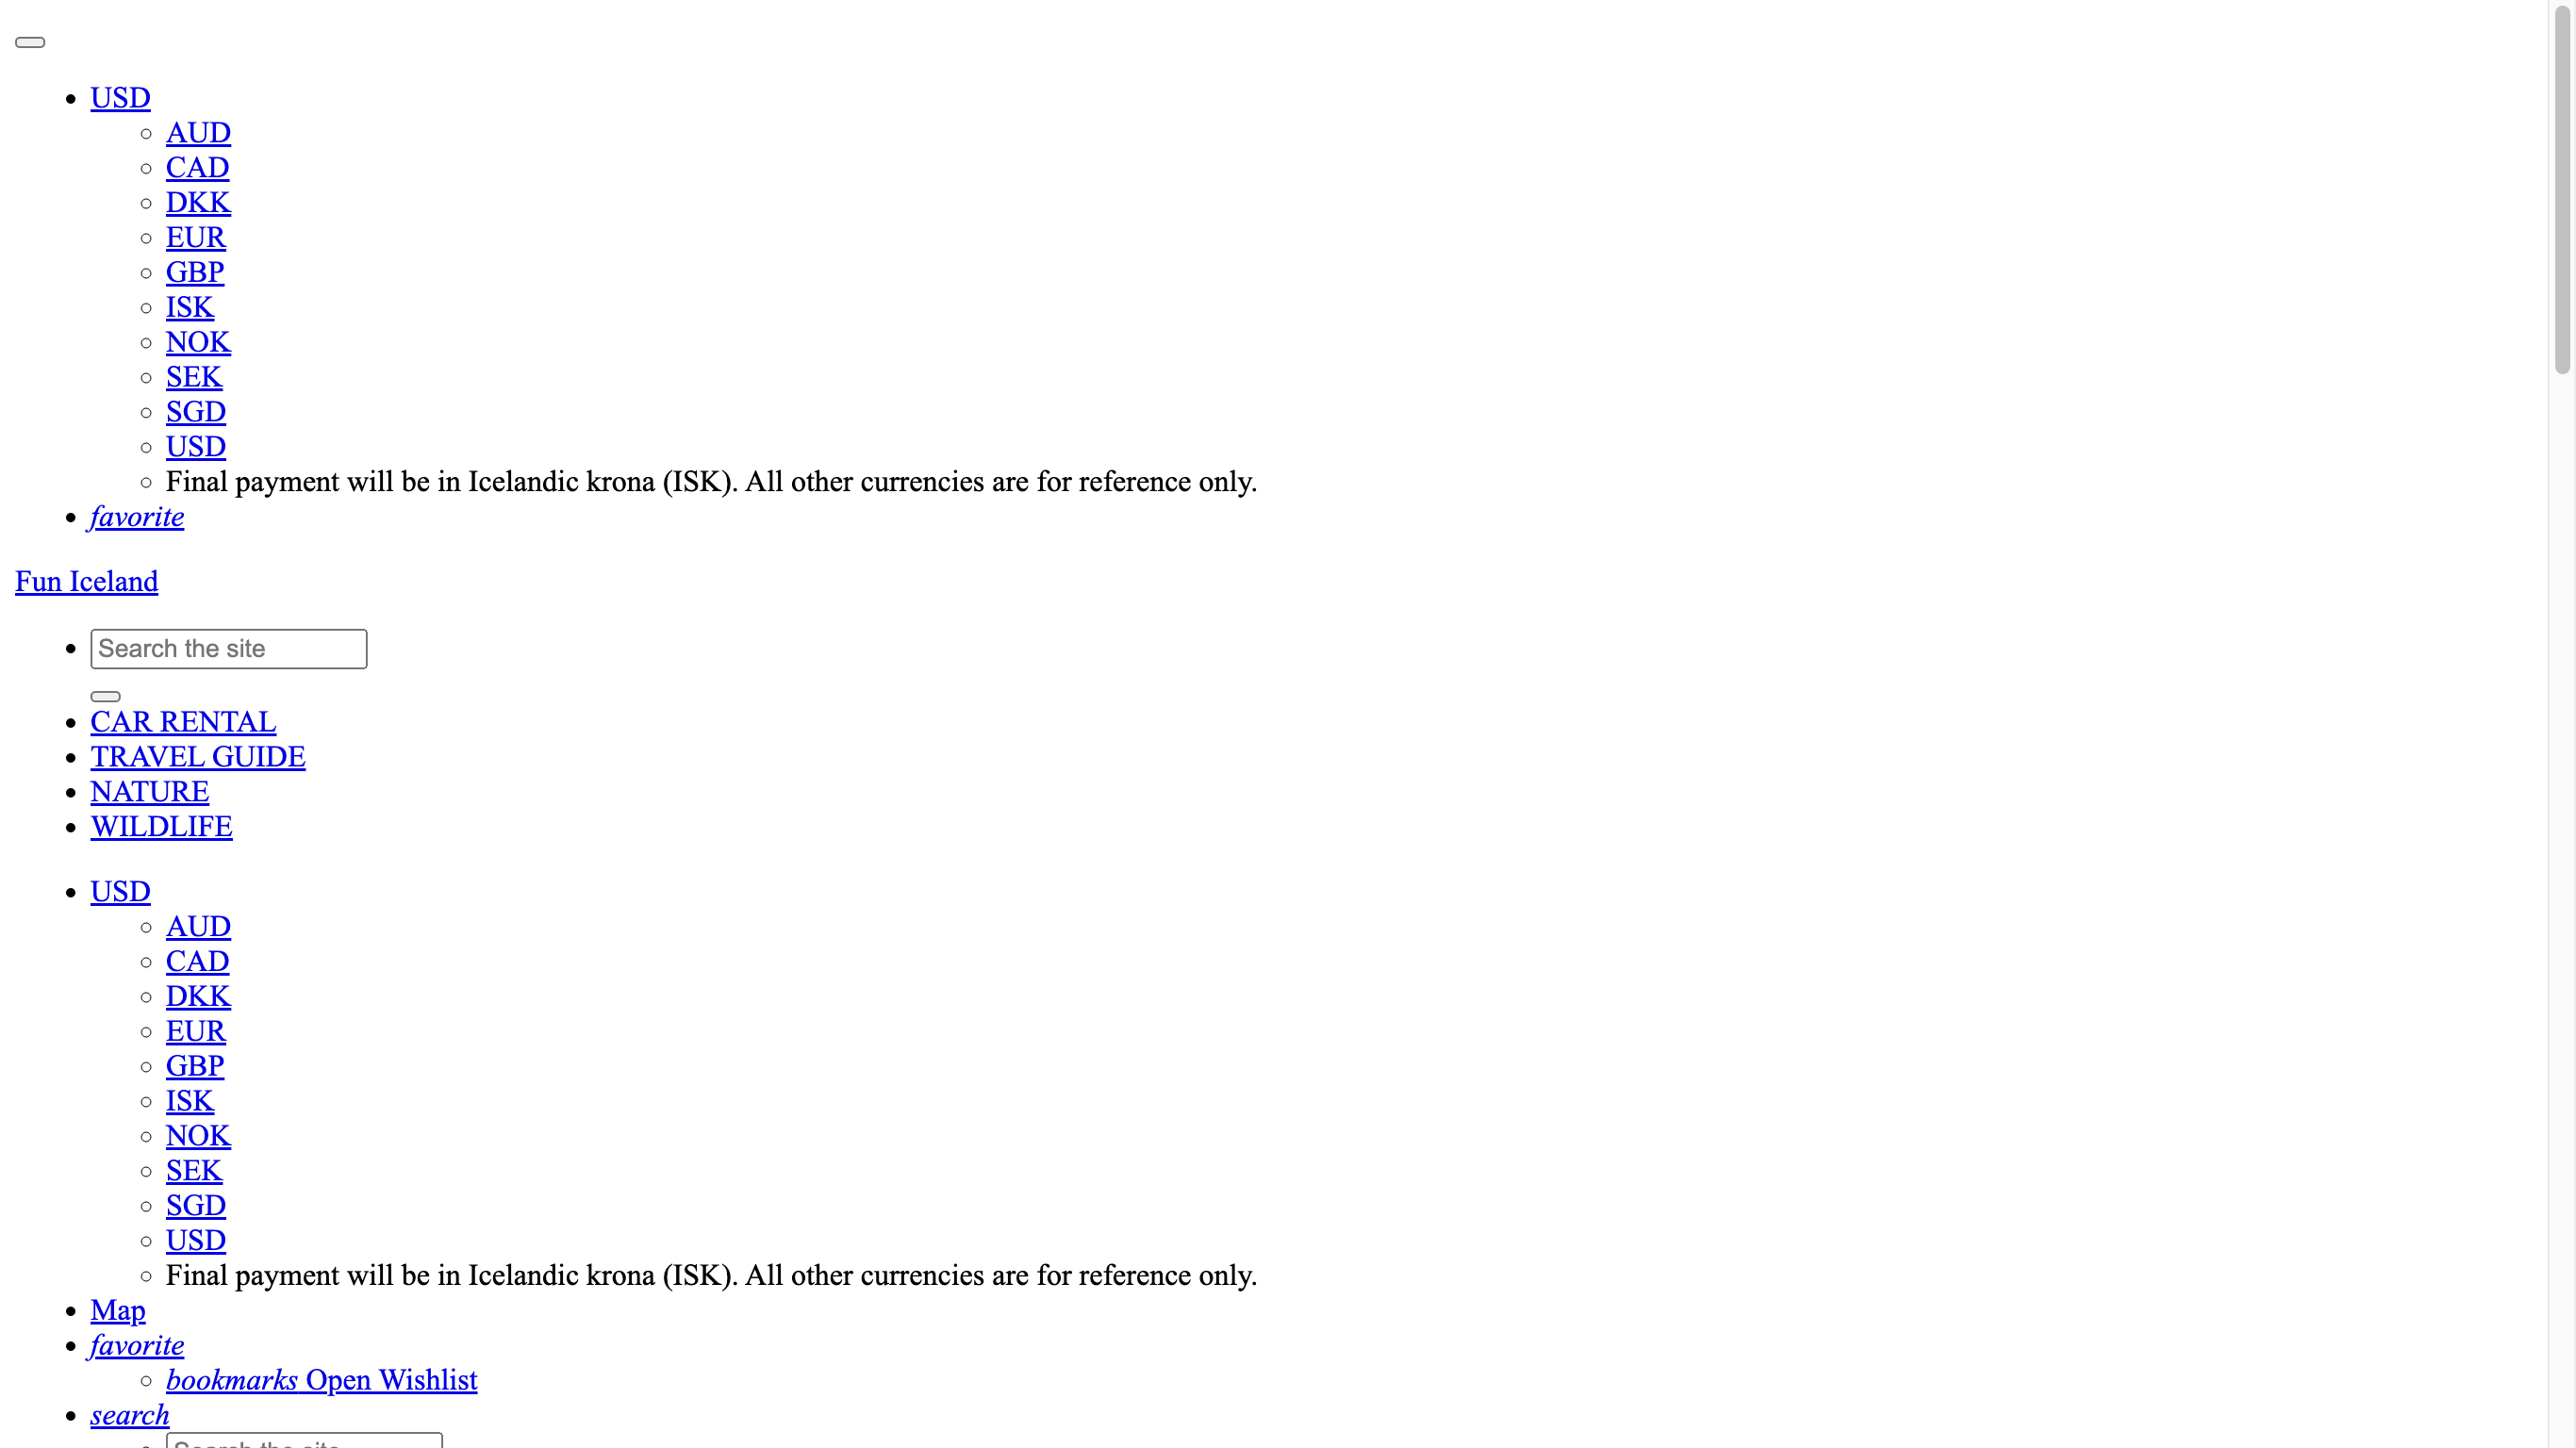 USD
AUD
CAD
DKK
EUR
GBP
ISK
NOK
SEK
SGD
USD
Final payment will be in Icelandic krona (ISK). All other currencies are for reference only.
favorite
Fun Iceland
Search the site
CAR RENTAL
TRAVEL GUIDE
NATURE
WILDLIFE
USD
AUD
CAD
DKK
EUR
GBP
ISK
NOK
SEK
SGD
USD
Final payment will be in Icelandic krona (ISK). All other currencies are for reference only.
Map
favorite
bookmarks Open Wishlist
search
Search the site